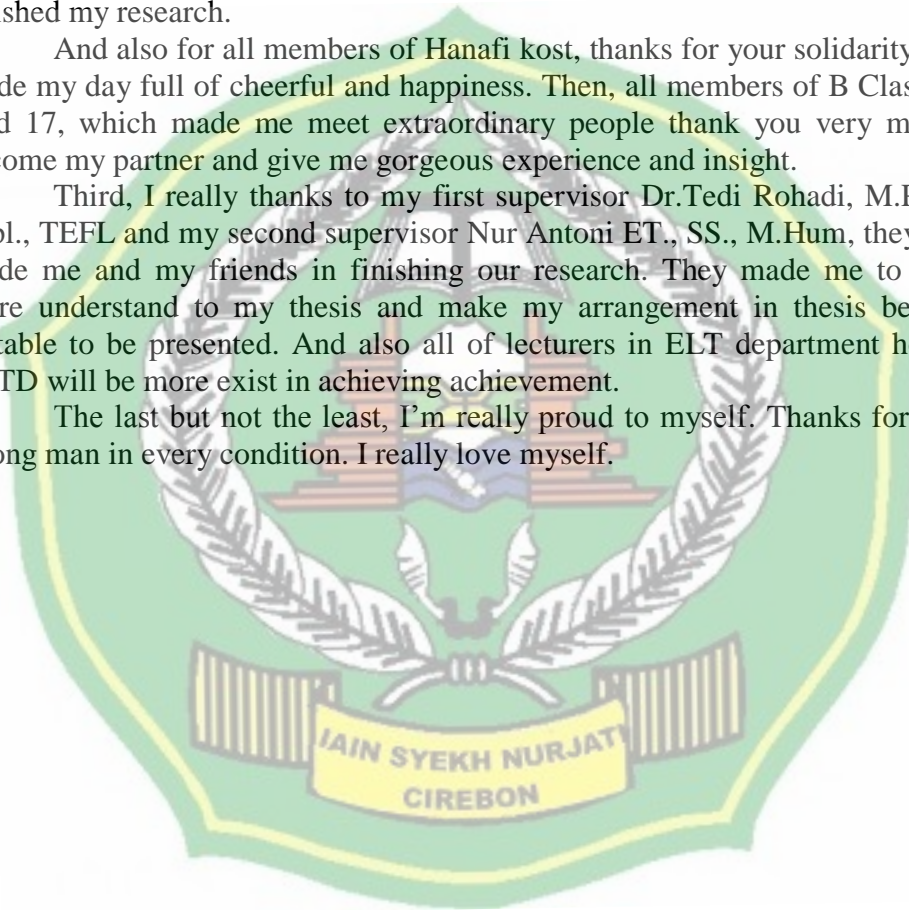 ished my research.
And also for all members of Hanafi kost, thanks for your solidarity
de my day full of cheerful and happiness. Then, all members of B Clas
d 17, which made me meet extraordinary people thank you very m
come my partner and give me gorgeous experience and insight.
Third, I really thanks to my first supervisor Dr.Tedi Rohadi, M.P
pl., TEFL and my second supervisor Nur Antoni ET., SS., M.Hum, they
de me and my friends in finishing our research. They made me to
re understand to my thesis and make my arrangement in thesis be
table to be presented. And also all of lecturers in ELT department h
TD will be more exist in achieving achievement.
The last but not the least, I'm really proud to myself. Thanks for
ong man in every condition. I really love myself.
IAIN SYEKH NURJATI
CIREBON